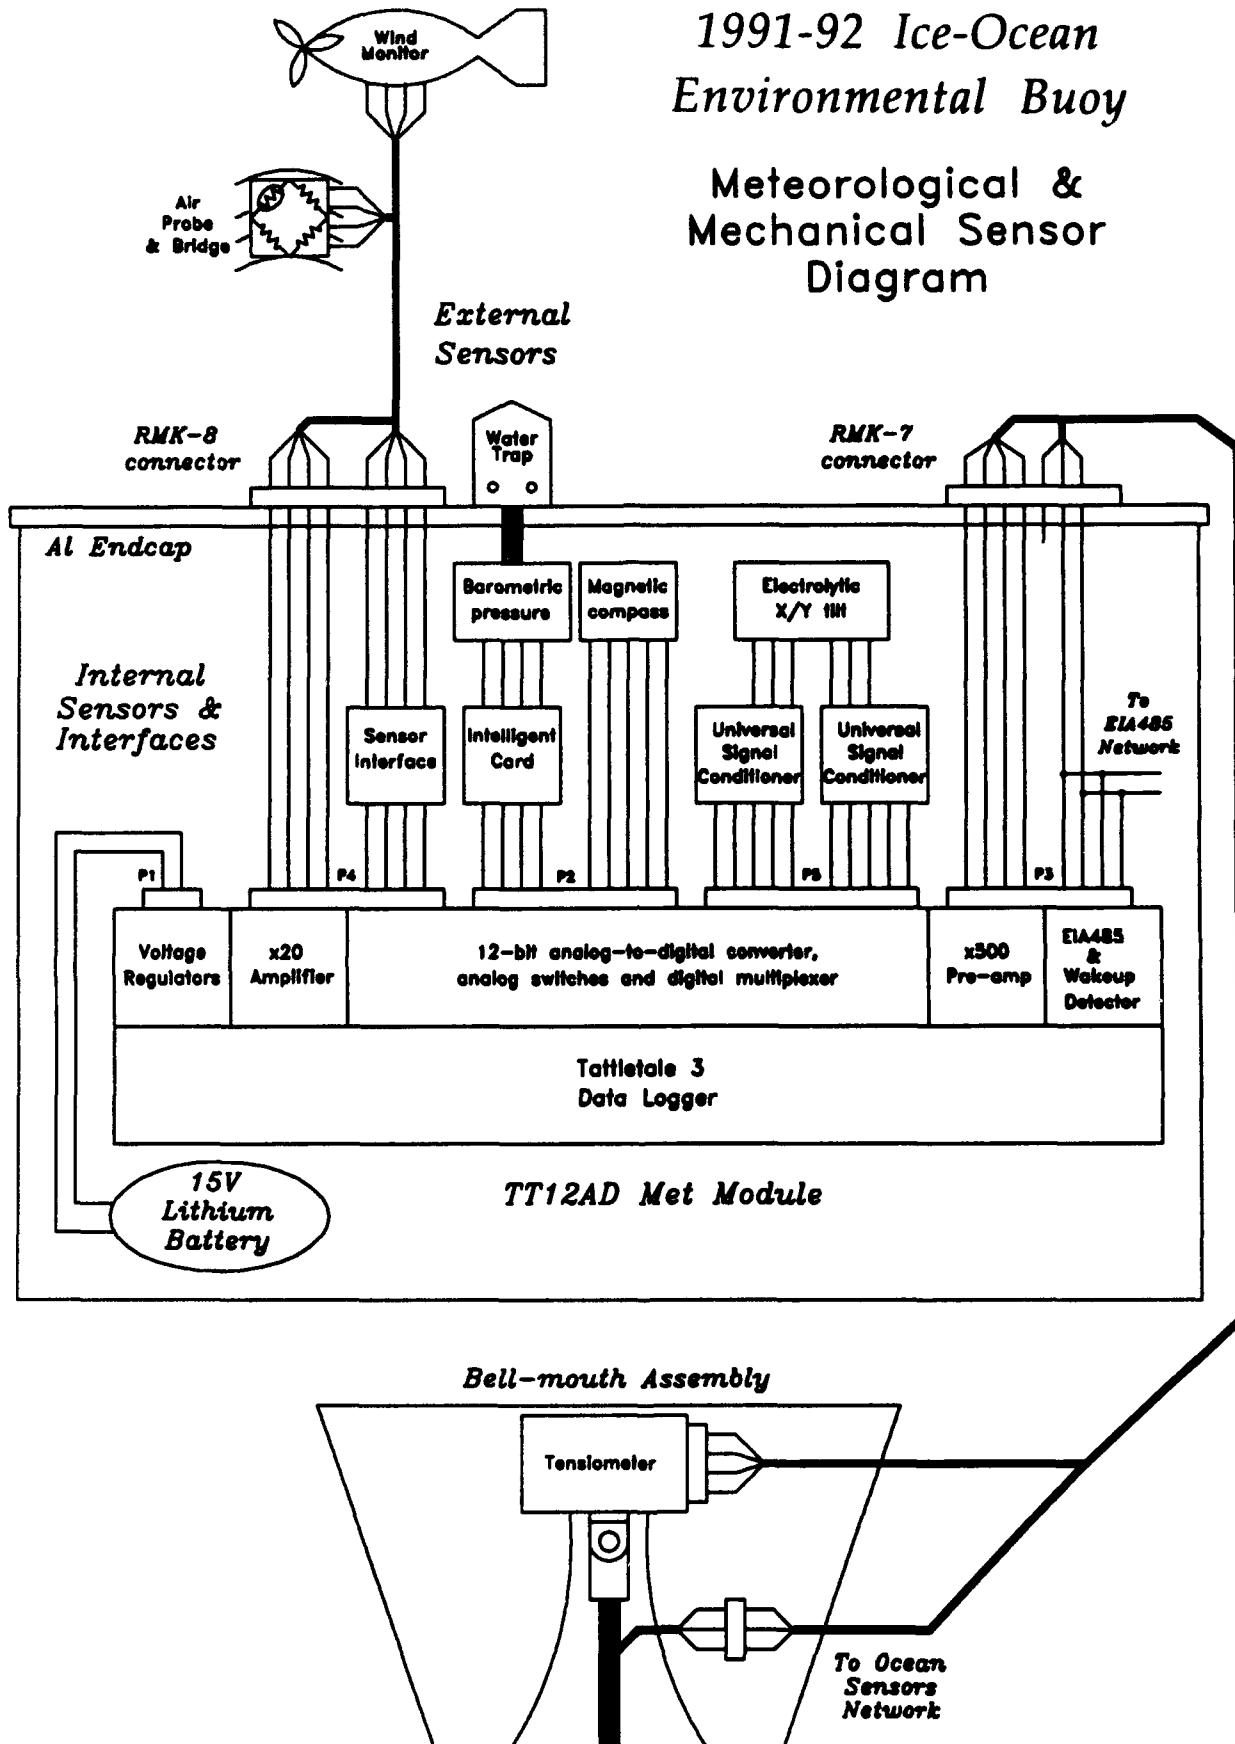 1991-92 Ice-Ocean
Environmental Buoy
Meteorological &
Mechanical Sensor
Diagram
Wind
Monitor
Air
Probe
& Bridge
External
Sensors
RMK-8
connector
Water
Trap
RMK-7
connector
Al Endcap
Barometric
pressure
Magnetic
compass
Electrolytic
X/Y tilt
Internal
Sensors &
Interfaces
Sensor
Interface
Intelligent
Card
Universal
Signal
Conditioner
Universal
Signal
Conditioner
To
EIA485
Network
P1
P4
P2
P5
P3
Voltage
Regulators
x20
Amplifier
12-bit analog-to-digital converter,
analog switches and digital multiplexer
x500
Pre-amp
EIA485
&
Wakeup
Detector
Tattletale 3
Data Logger
15V
Lithium
Battery
TT12AD Met Module
Bell-mouth Assembly
Tensiometer
To Ocean
Sensors
Network